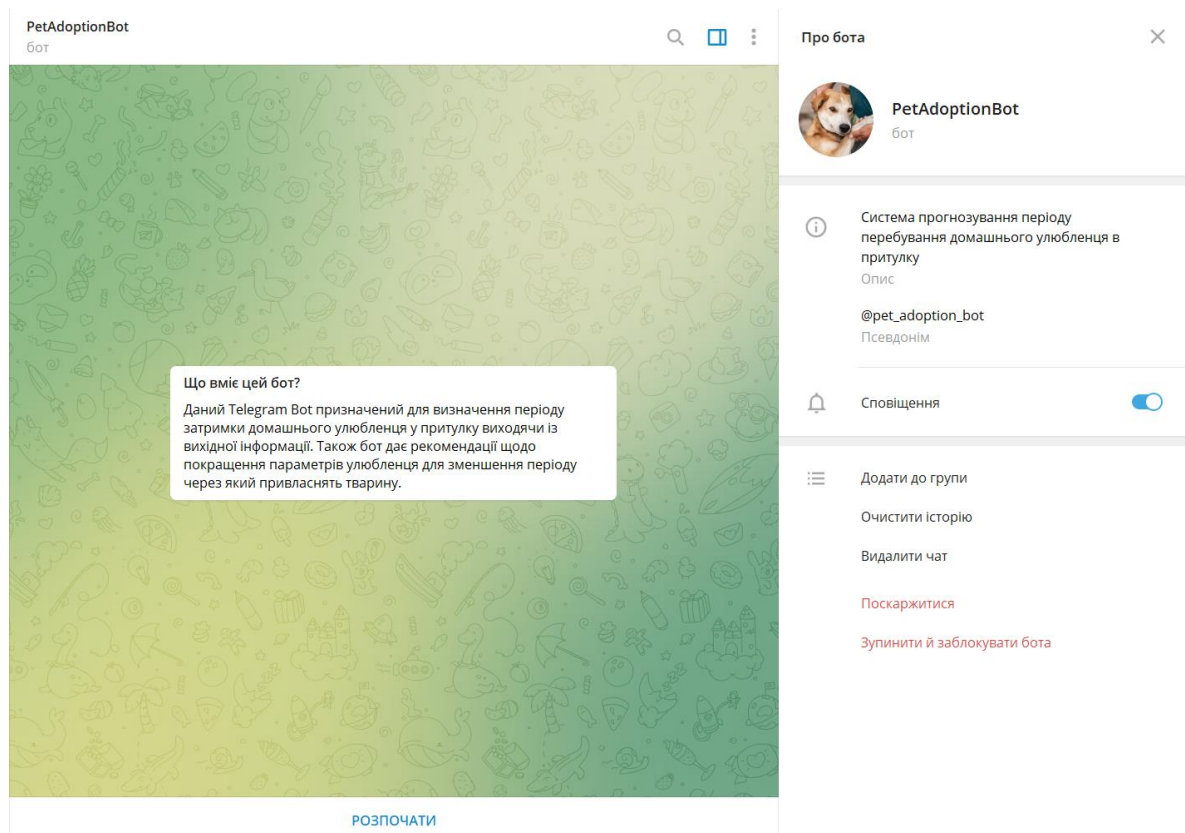 PetAdoptionBot
бот
Що вміє цей бот?
Даний Telegram Bot призначений для визначення періоду
затримки домашнього улюбленця у притулку виходячи із
вихідної інформації. Також бот дає рекомендації щодо
покращення параметрів улюбленця для зменшення періоду
через який привласнять тварину.
РОЗПОЧАТИ
Про бота
PetAdoptionBot
бот
Система прогнозування періоду
перебування домашнього улюбленця в
притулку
Опис
@pet_adoption_bot
Псевдонім
Сповіщення
Додати до групи
Очистити історію
Видалити чат
Поскаржитися
Зупинити й заблокувати бота